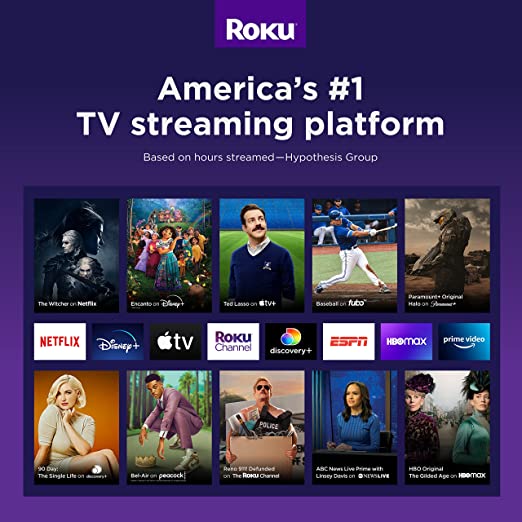 ROKU
America's #1
TV streaming platform
Based on hours streamed—Hypothesis Group
The Witcher on Netflix
Encanto on Disney+
Ted Lasso on tv+
Baseball on fubo
Paramount+ Original
Halo on Paramount+
NETFLIX
Disney+
tv
ROKU
Channel
discovery+
ESPN
HBOMAX
prime video
90 Day:
The Single Life on discovery+
Bel-Air on peacock
POLICE
Reno 911! Defunded
on The ROKU Channel
ABC News Live Prime with
Linsey Davis on NEWSLIVE
HBO Original
The Gilded Age on HBOMAX